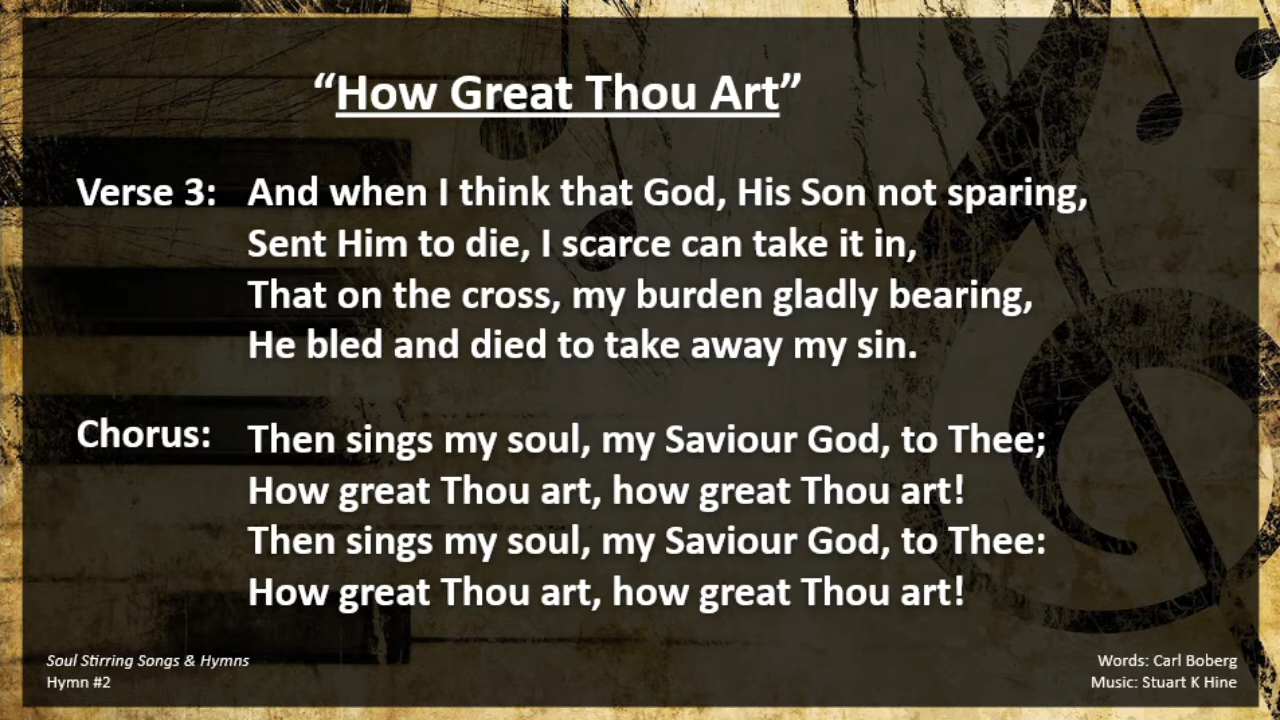 “How Great Thou Art”
Verse 3: And when I think that God, His Son not sparing,
Sent Him to die, I scarce can take it in,
That on the cross, my burden gladly bearing,
He bled and died to take away my sin.
Chorus: Then sings my soul, my Saviour God, to Thee;
How great Thou art, how great Thou art!
Then sings my soul, my Saviour God, to Thee:
How great Thou art, how great Thou art!
Soul Stirring Songs & Hymns
Hymn #2
Words: Carl Boberg
Music: Stuart K Hine